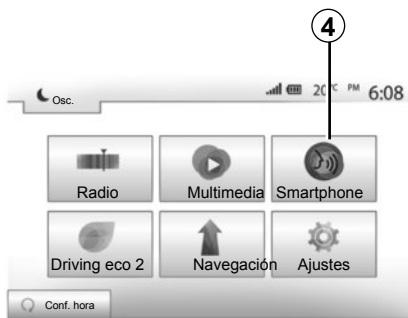 4
Osc. 20°C PM 6:08
Radio Multimedia Smartphone
Driving eco 2 Navegación Ajustes
Conf. hora